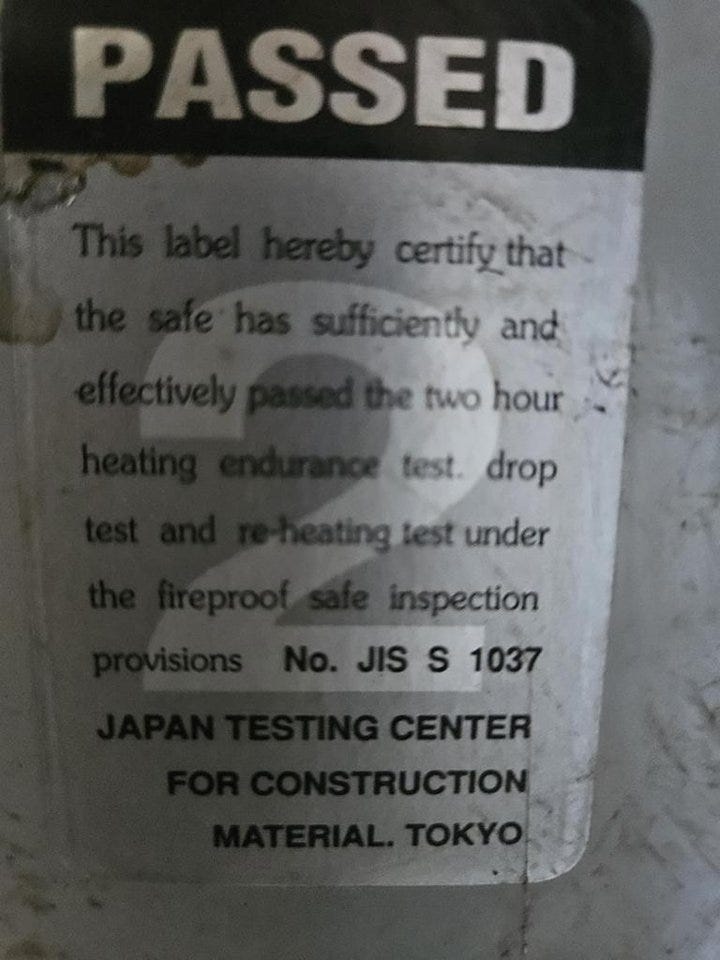 PASSED
This label hereby certify that
the safe has sufficiently and
effectively passed the two hour
heating endurance test. drop
test and re-heating test under
the fireproof safe inspection
provisions No. JIS S 1037
JAPAN TESTING CENTER
FOR CONSTRUCTION
MATERIAL. TOKYO
2